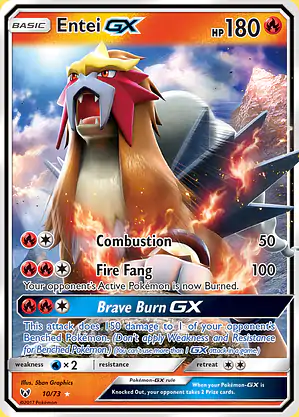 BASIC Entei GX HP 180
Combustion 50
Fire Fang 100
Your opponent's Active Pokémon is now Burned.
Brave Burn GX
This attack does 150 damage to 1 of your opponent's
Benched Pokémon. (Don't apply Weakness and Resistance
for Benched Pokémon.) (You can't use more than 1 GX attack in a game.)
weakness ×2 resistance retreat
Illus. 5ban Graphics
10/73
©2017 Pokémon
Pokémon-GX rule
When your Pokémon-GX is
Knocked Out, your opponent takes 2 Prize cards.